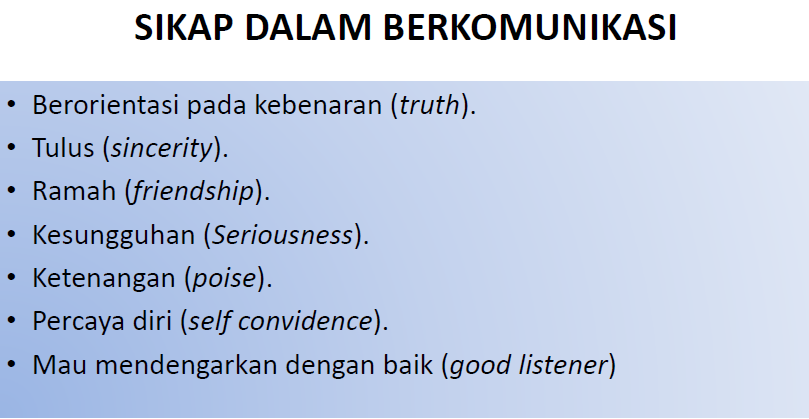 SIKAP DALAM BERKOMUNIKASI
• Berorientasi pada kebenaran (truth).
• Tulus (sincerity).
• Ramah (friendship).
• Kesungguhan (Seriousness).
• Ketenangan (poise).
• Percaya diri (self convidence).
• Mau mendengarkan dengan baik (good listener)